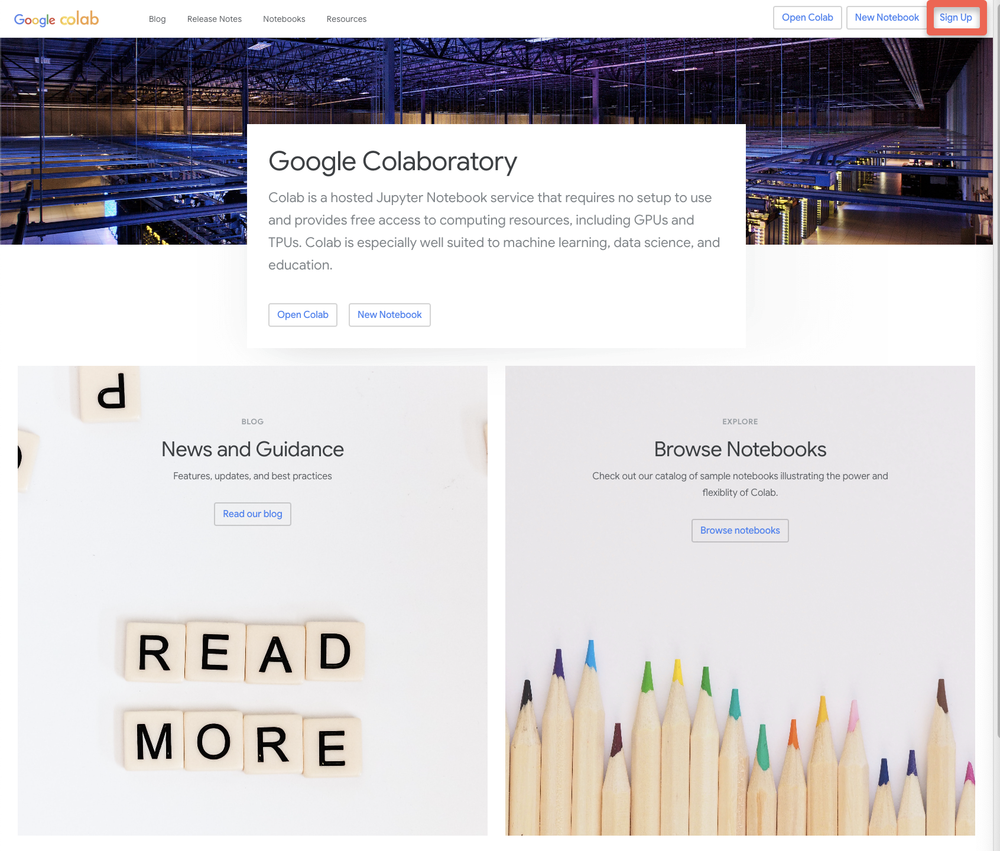 Google colab
Blog Release Notes Notebooks Resources
Open Colab New Notebook Sign Up
Google Colaboratory
Colab is a hosted Jupyter Notebook service that requires no setup to use
and provides free access to computing resources, including GPUs and
TPUs. Colab is especially well suited to machine learning, data science, and
education.
Open Colab New Notebook
BLOG
News and Guidance
Features, updates, and best practices
Read our blog
P
READ
MORE
EXPLORE
Browse Notebooks
Check out our catalog of sample notebooks illustrating the power and
flexiblity of Colab.
Browse notebooks